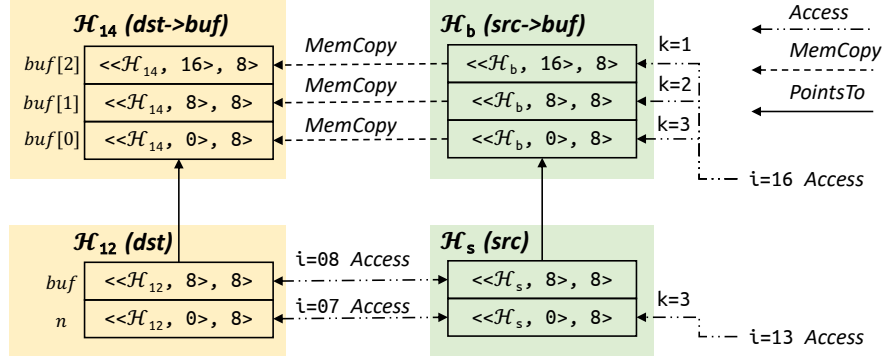 ℋ₁₄ (dst->buf)
ℋb (src->buf)
Access
buf[2]
<<ℋ₁₄, 16>, 8>
MemCopy
<<ℋb, 16>, 8>
k=1
MemCopy
buf[1]
<<ℋ₁₄, 8>, 8>
MemCopy
<<ℋb, 8>, 8>
k=2
PointsTo
buf[0]
<<ℋ₁₄, 0>, 8>
MemCopy
<<ℋb, 0>, 8>
k=3
i=16 Access
ℋ₁₂ (dst)
ℋs (src)
buf
<<ℋ₁₂, 8>, 8>
i=08 Access
<<ℋs, 8>, 8>
n
<<ℋ₁₂, 0>, 8>
i=07 Access
<<ℋs, 0>, 8>
k=3
i=13 Access